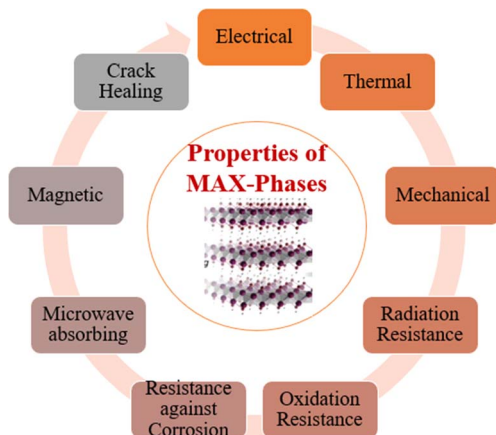 Electrical
Thermal
Mechanical
Radiation
Resistance
Oxidation
Resistance
Resistance
against
Corrosion
Microwave
absorbing
Magnetic
Crack
Healing
Properties of
MAX-Phases